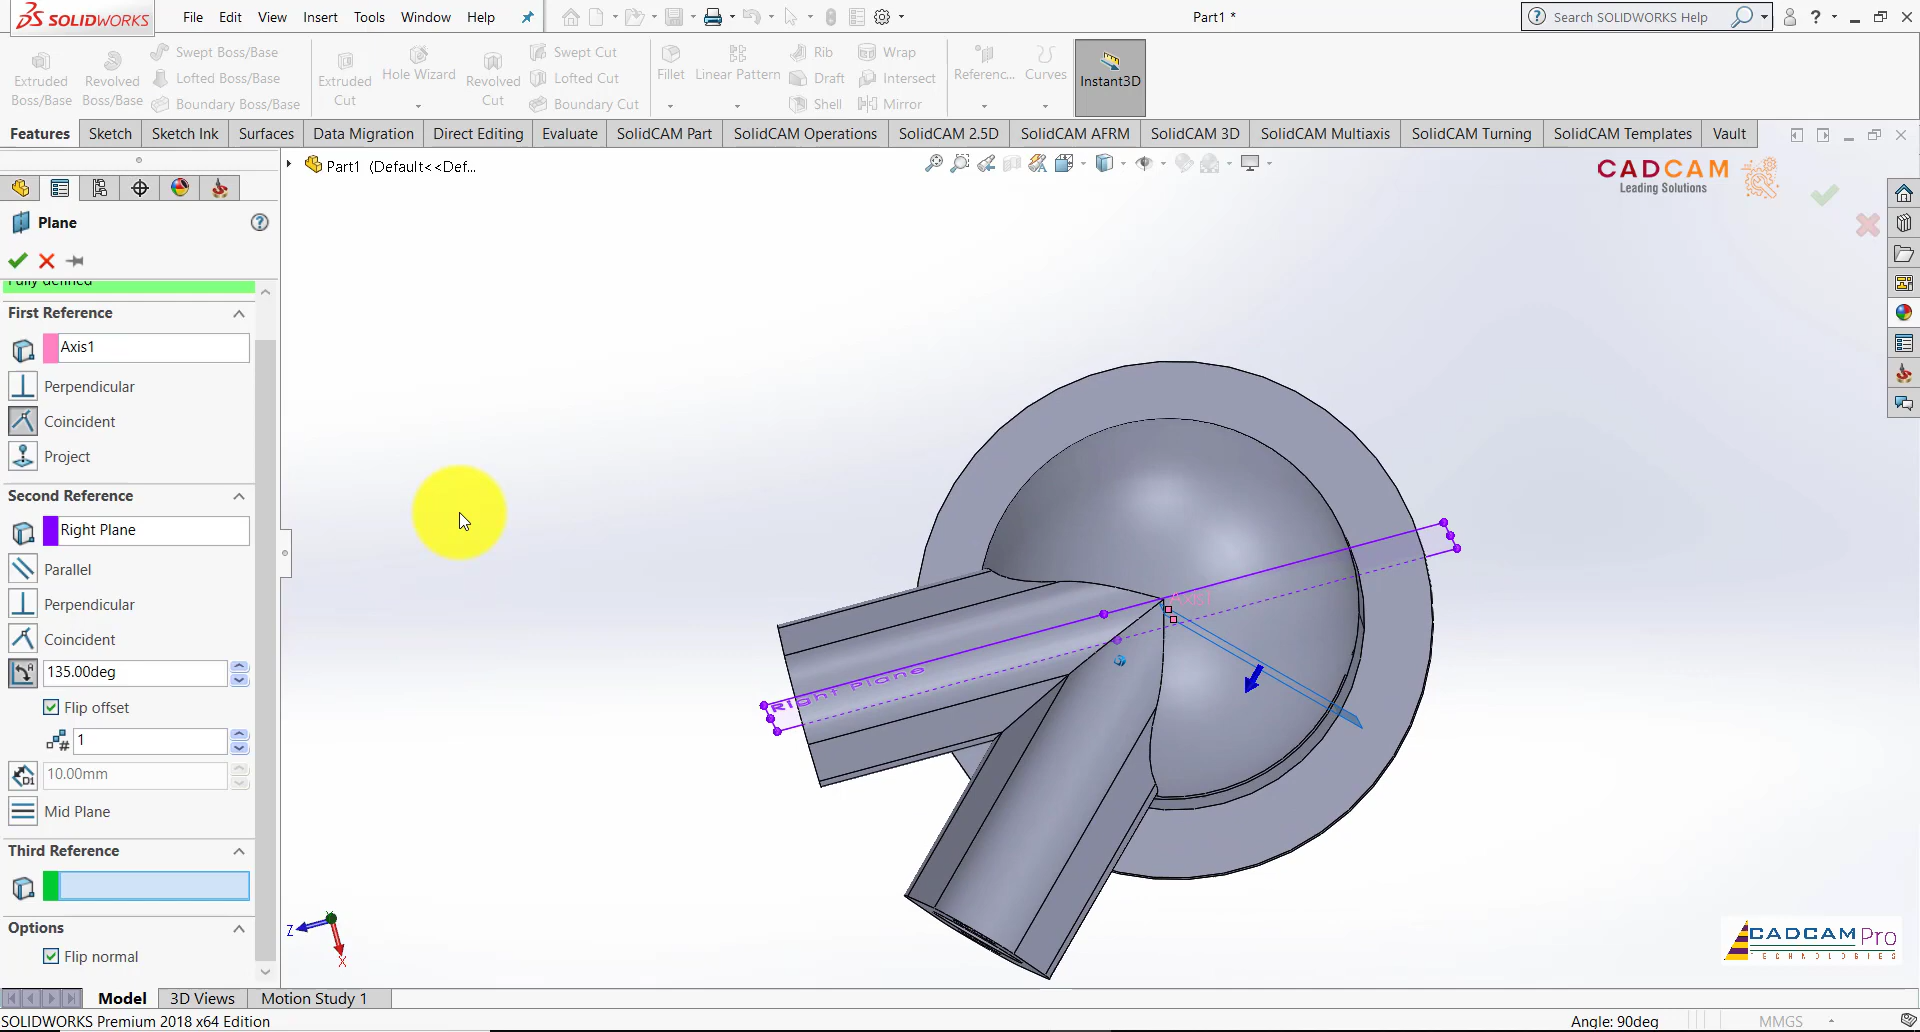 SOLIDWORKS
File Edit View Insert Tools Window Help
Part1 *
Search SOLIDWORKS Help
Extruded Boss/Base
Revolved Boss/Base
Swept Boss/Base
Lofted Boss/Base
Boundary Boss/Base
Extruded Cut
Hole Wizard
Revolved Cut
Swept Cut
Lofted Cut
Boundary Cut
Fillet
Linear Pattern
Rib
Draft
Shell
Wrap
Intersect
Mirror
Referenc...
Curves
Instant3D
Features Sketch Sketch Ink Surfaces Data Migration Direct Editing Evaluate SolidCAM Part SolidCAM Operations SolidCAM 2.5D SolidCAM AFRM SolidCAM 3D SolidCAM Multiaxis SolidCAM Turning SolidCAM Templates Vault
Part1 (Default<<Def...
CADCAM
Leading Solutions
Plane
Fully defined
First Reference
Axis1
Perpendicular
Coincident
Project
Second Reference
Right Plane
Parallel
Perpendicular
Coincident
135.00deg
Flip offset
1
10.00mm
Mid Plane
Third Reference
Options
Flip normal
Axis1
Right Plane
Z
X
CADCAM Pro
TECHNOLOGIES
Model 3D Views Motion Study 1
SOLIDWORKS Premium 2018 x64 Edition
Angle: 90deg
MMGS